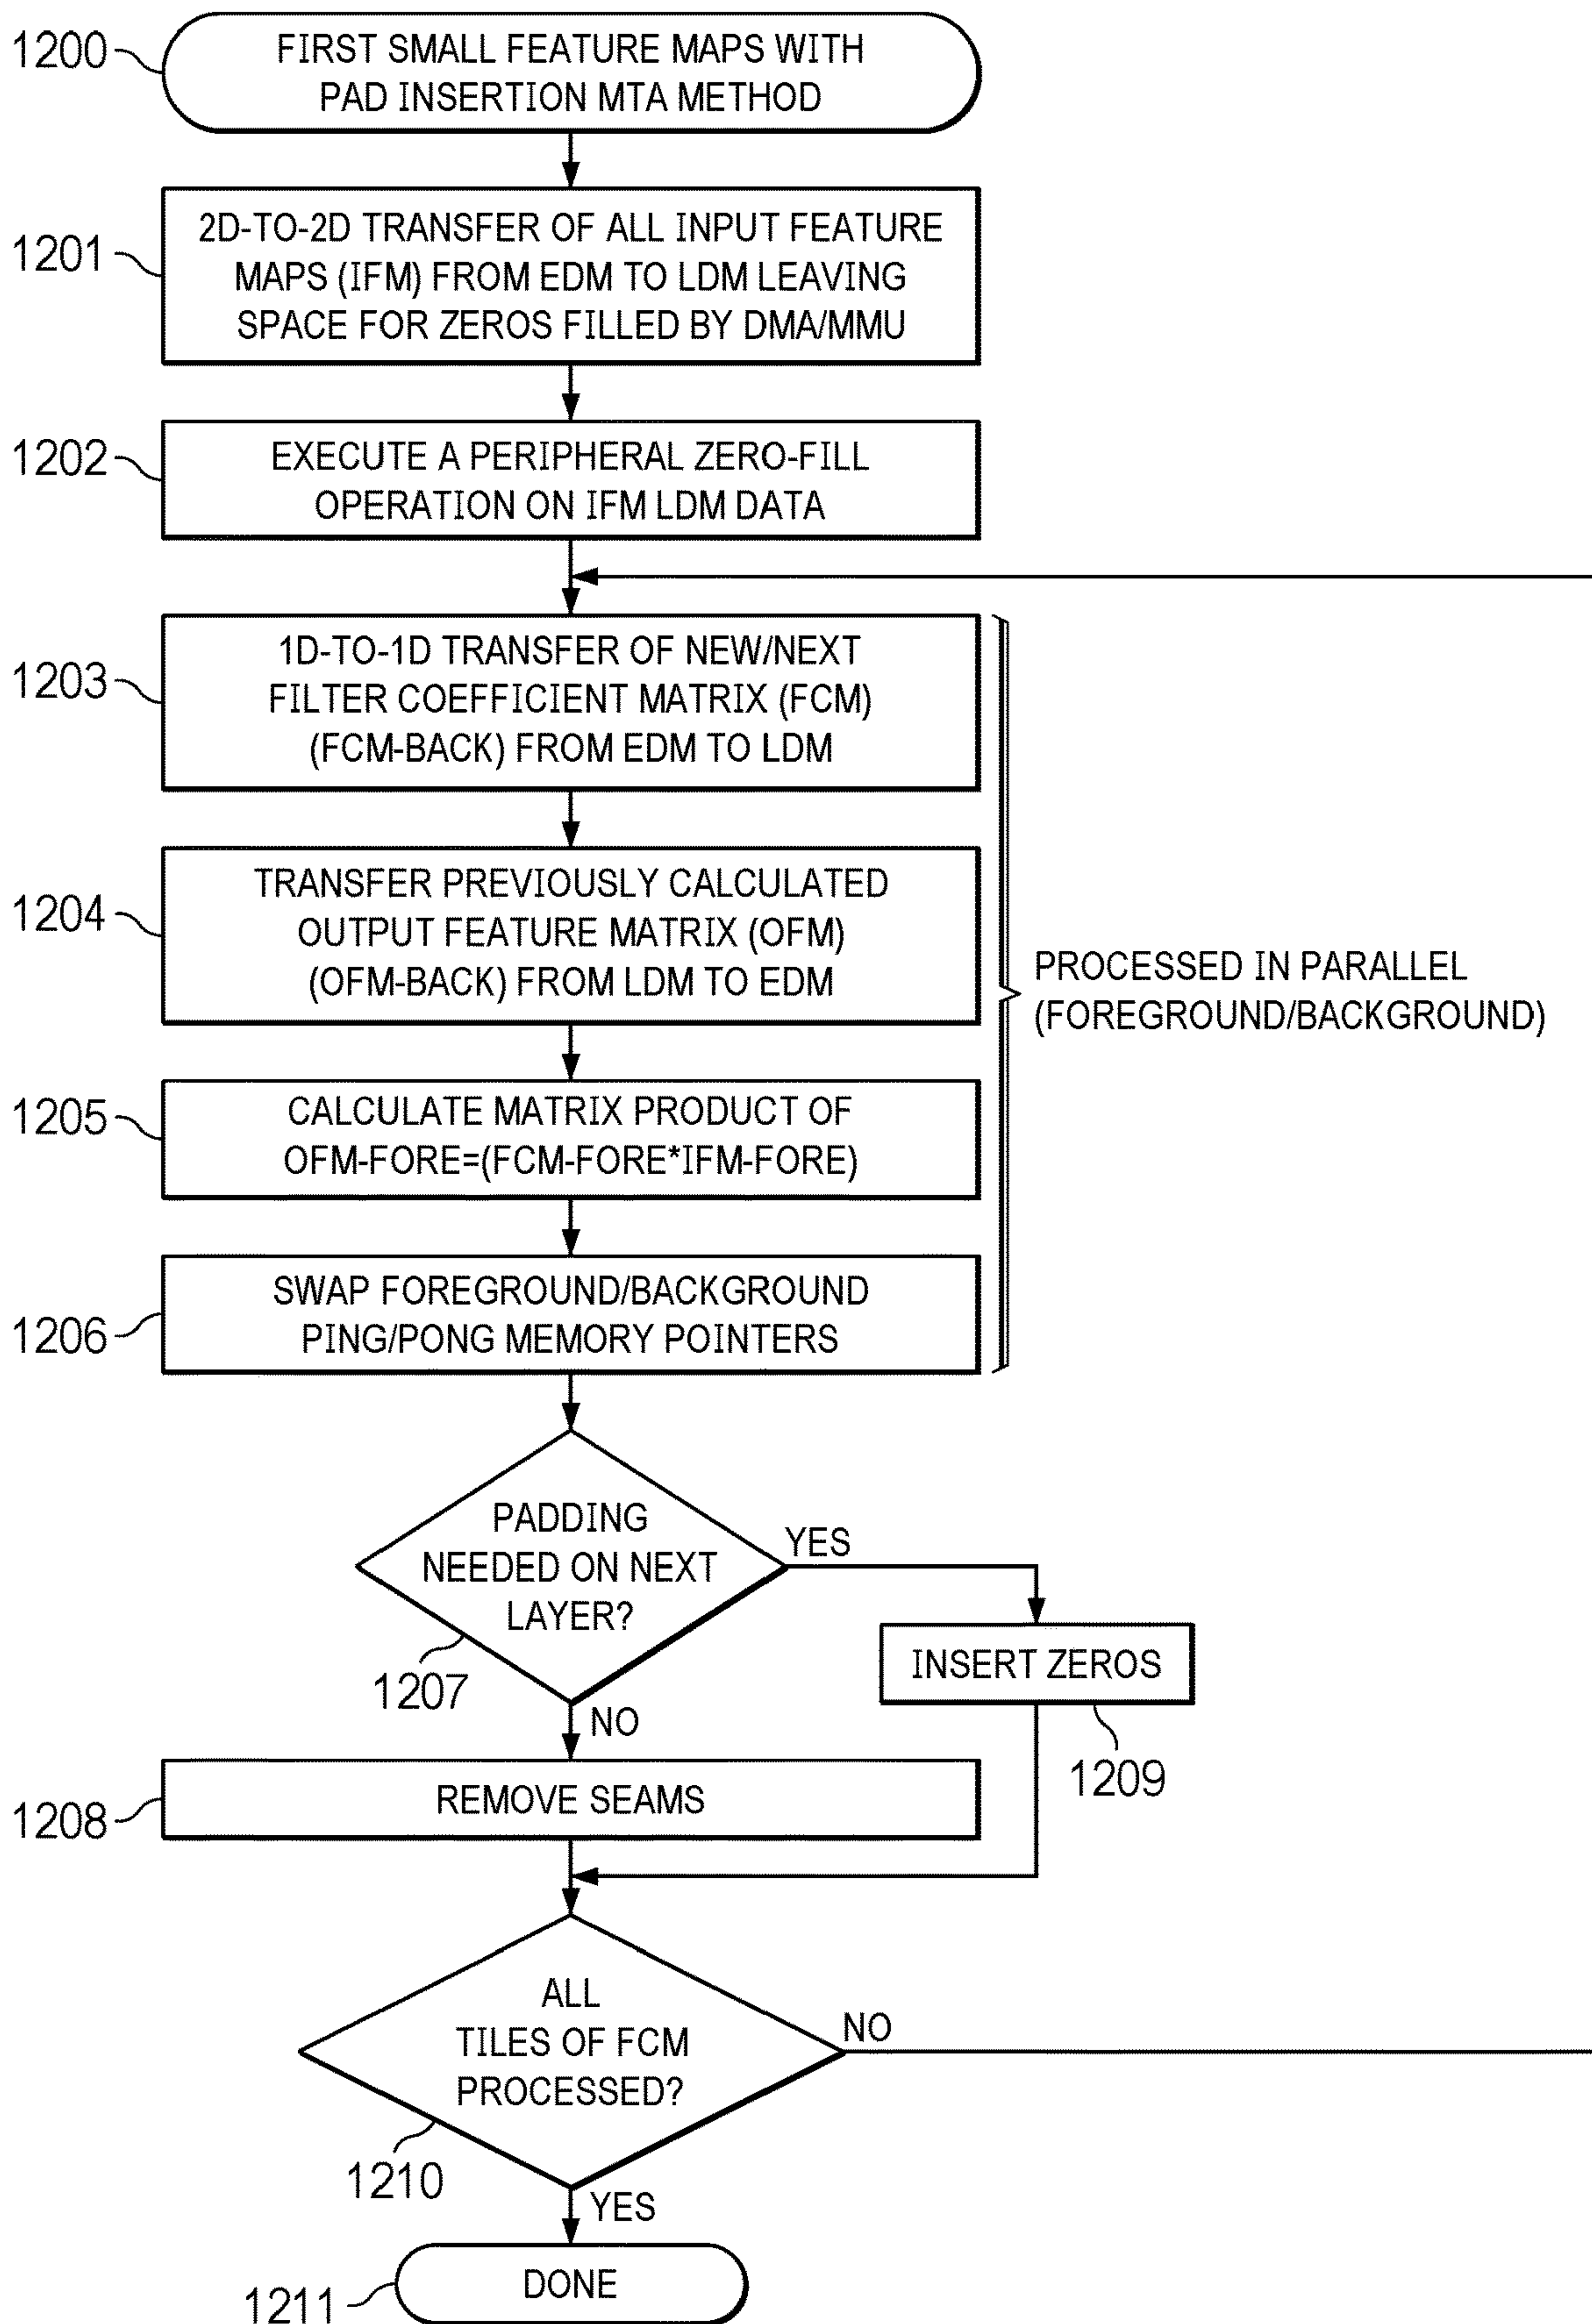 1200
FIRST SMALL FEATURE MAPS WITH
PAD INSERTION MTA METHOD
1201
2D-TO-2D TRANSFER OF ALL INPUT FEATURE
MAPS (IFM) FROM EDM TO LDM LEAVING
SPACE FOR ZEROS FILLED BY DMA/MMU
1202
EXECUTE A PERIPHERAL ZERO-FILL
OPERATION ON IFM LDM DATA
1203
1D-TO-1D TRANSFER OF NEW/NEXT
FILTER COEFFICIENT MATRIX (FCM)
(FCM-BACK) FROM EDM TO LDM
1204
TRANSFER PREVIOUSLY CALCULATED
OUTPUT FEATURE MATRIX (OFM)
(OFM-BACK) FROM LDM TO EDM
PROCESSED IN PARALLEL
(FOREGROUND/BACKGROUND)
1205
CALCULATE MATRIX PRODUCT OF
OFM-FORE=(FCM-FORE*IFM-FORE)
1206
SWAP FOREGROUND/BACKGROUND
PING/PONG MEMORY POINTERS
PADDING
NEEDED ON NEXT
LAYER?
YES
1207
NO
INSERT ZEROS
1209
1208
REMOVE SEAMS
ALL
TILES OF FCM
PROCESSED?
NO
1210
YES
1211
DONE